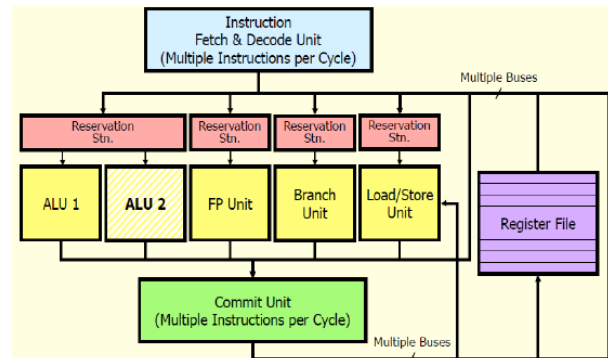 Instruction
Fetch & Decode Unit
(Multiple Instructions per Cycle)
Multiple Buses
Reservation
Stn.
Reservation
Stn.
Reservation
Stn.
Reservation
Stn.
ALU 1
ALU 2
FP Unit
Branch
Unit
Load/Store
Unit
Register File
Commit Unit
(Multiple Instructions per Cycle)
Multiple Buses